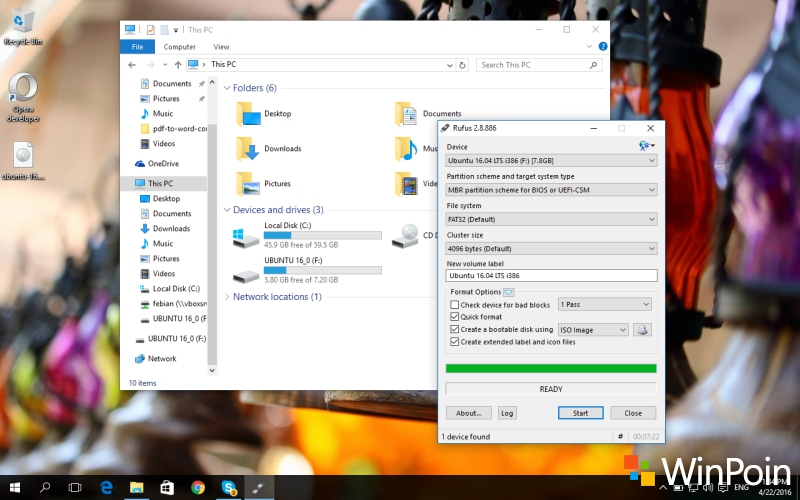 Recycle Bin
Opera developer
ubuntu-16....
This PC
File
Computer
View
This PC
Search This PC
Documents
Pictures
Music
pdf-to-word-co
Videos
OneDrive
This PC
Desktop
Documents
Downloads
Music
Pictures
Videos
Local Disk (C:)
febian (\\vboxsr
UBUNTU 16_0 (F
UBUNTU 16_0 (F:)
Network
Folders (6)
Desktop
Documents
Downloads
Music
Pictures
Vide
Devices and drives (3)
Local Disk (C:)
45.9 GB free of 59.5 GB
CD
UBUNTU 16_0 (F:)
5.80 GB free of 7.20 GB
Network locations (1)
10 items
Rufus 2.8.886
Device
Ubuntu 16.04 LTS i386 (F:) [7.8GB]
Partition scheme and target system type
MBR partition scheme for BIOS or UEFI-CSM
File system
FAT32 (Default)
Cluster size
4096 bytes (Default)
New volume label
Ubuntu 16.04 LTS i386
Format Options
Check device for bad blocks
1 Pass
Quick format
Create a bootable disk using
ISO Image
Create extended label and icon files
READY
About...
Log
Start
Close
1 device found
#
00:07:22
ENG
4/22/2016
WinPoin